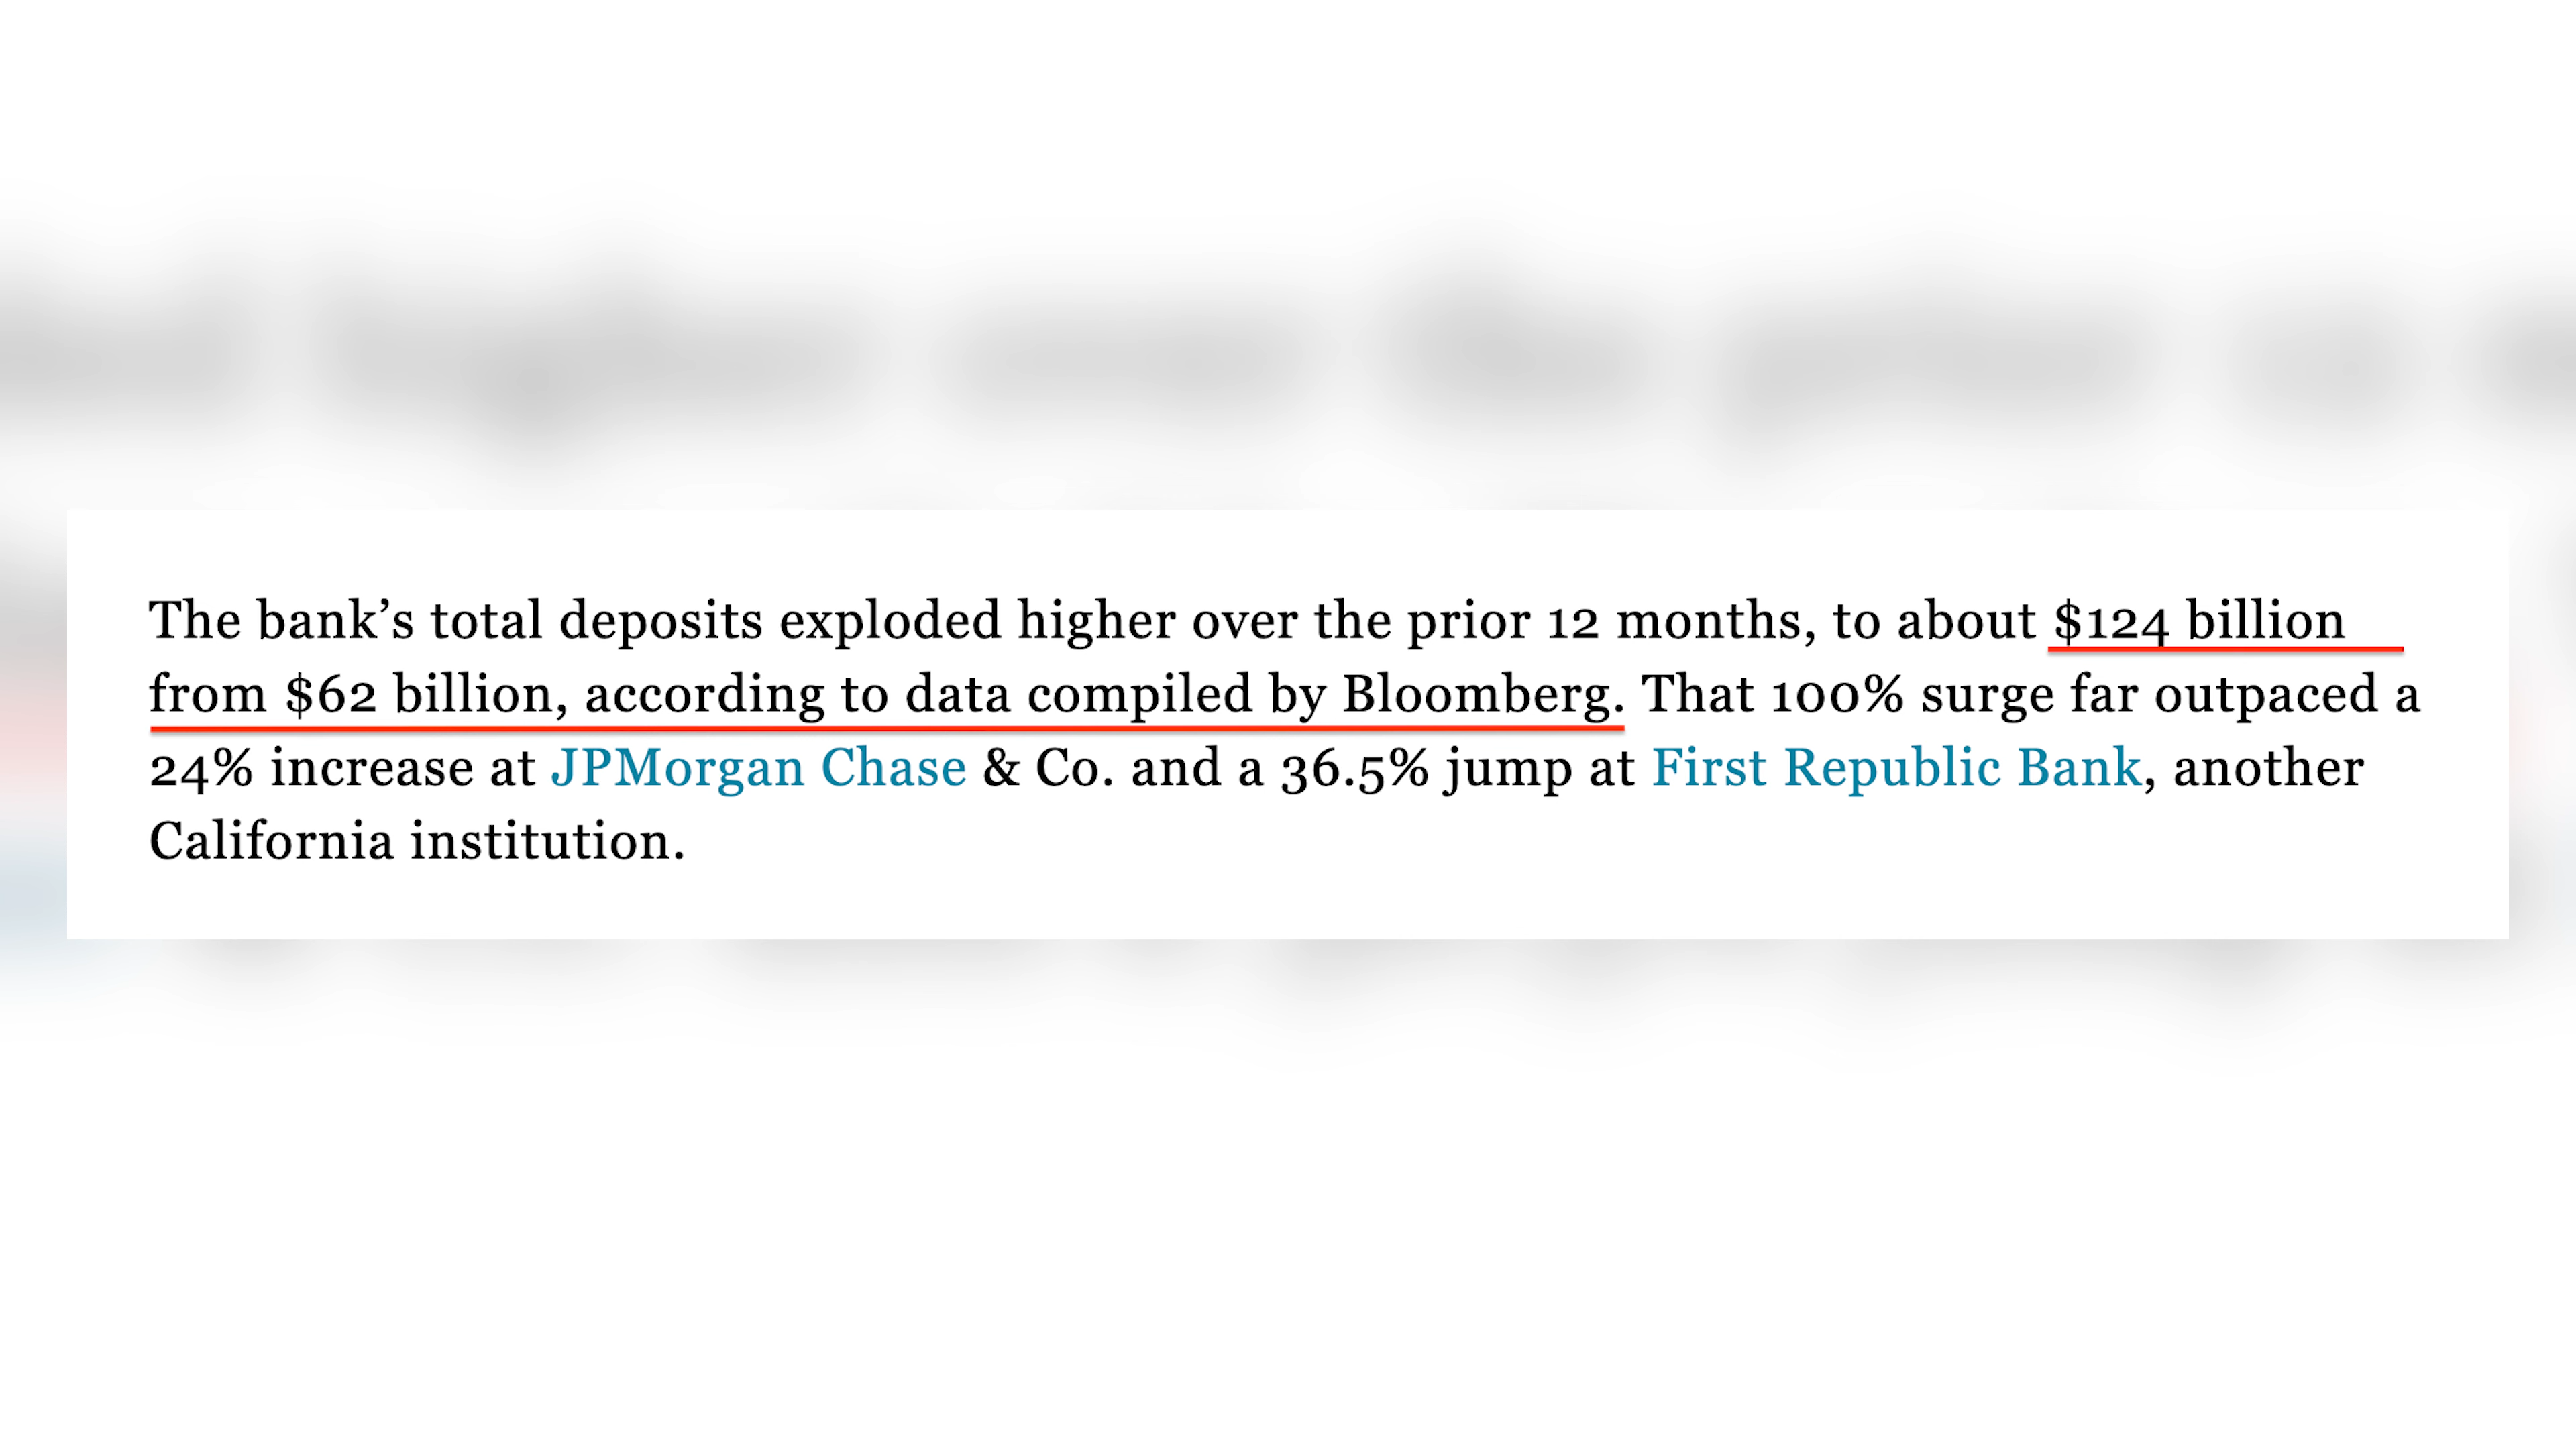 The bank’s total deposits exploded higher over the prior 12 months, to about $124 billion
from $62 billion, according to data compiled by Bloomberg. That 100% surge far outpaced a
24% increase at JPMorgan Chase & Co. and a 36.5% jump at First Republic Bank, another
California institution.